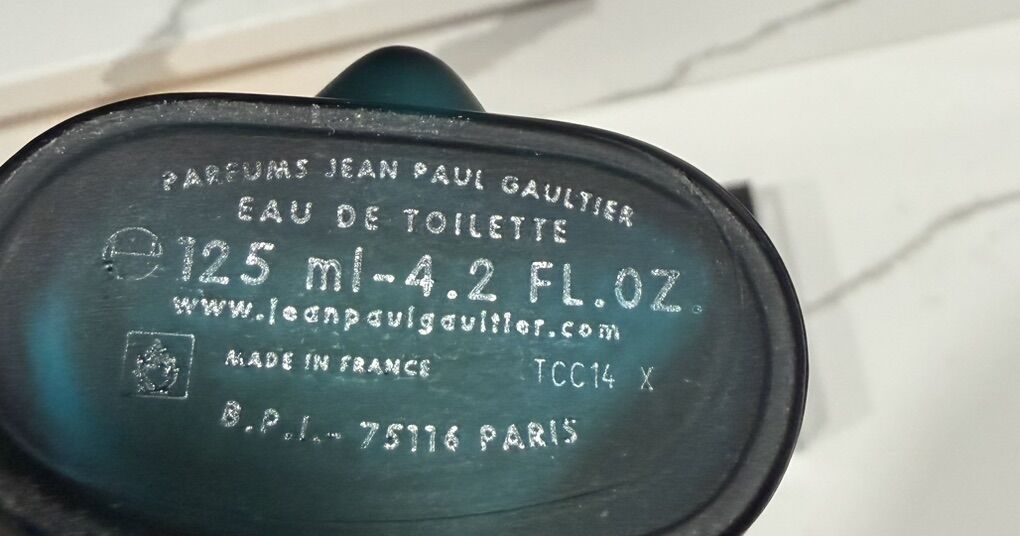 PARFUMS JEAN PAUL GAULTIER
EAU DE TOILETTE
℮ 125 ml-4.2 FL.OZ.
www.jeanpaulgaultier.com
MADE IN FRANCE TCC14 X
B.P.I.- 75116 PARIS